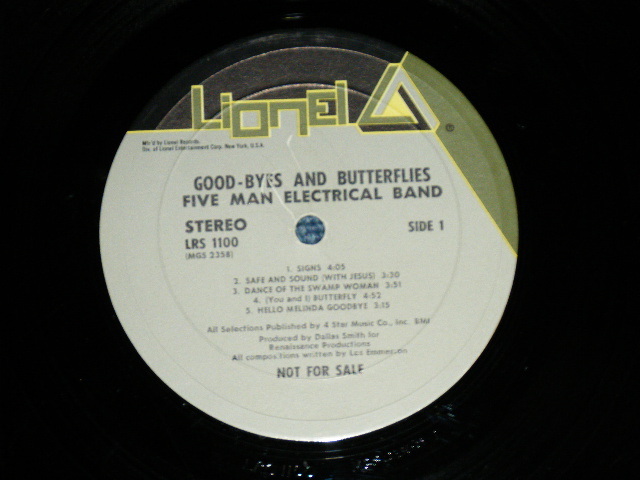 Lionel
Mfr'd by Lionel Records
Div. of Lionel Entertainment Corp. New York, U.S.A.
GOOD-BYES AND BUTTERFLIES
FIVE MAN ELECTRICAL BAND
STEREO
SIDE 1
LRS 1100
(MGS 2358)
1. SIGNS 4:05
2. SAFE AND SOUND (WITH JESUS) 3:30
3. DANCE OF THE SWAMP WOMAN 3:51
4. (You and I) BUTTERFLY 4:52
5. HELLO MELINDA GOODBYE 3:15
All Selections Published by 4 Star Music Co., Inc. BMI
Produced by Dallas Smith for
Renaissance Productions
All compositions written by Les Emmerson
NOT FOR SALE